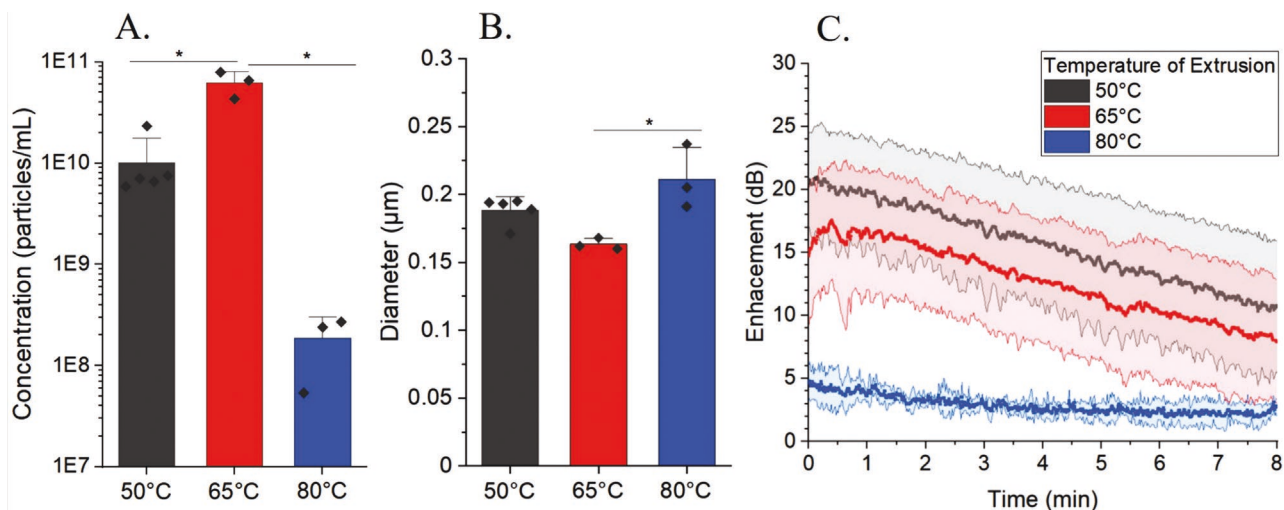 A.
*
*
1E11
1E10
1E9
1E8
1E7
Concentration (particles/mL)
50°C
65°C
80°C
B.
*
0.3
0.25
0.2
0.15
0.1
0.05
0
Diameter (μm)
50°C
65°C
80°C
C.
Temperature of Extrusion
50°C
65°C
80°C
30
25
20
15
10
5
0
Enhacement (dB)
0 1 2 3 4 5 6 7 8
Time (min)